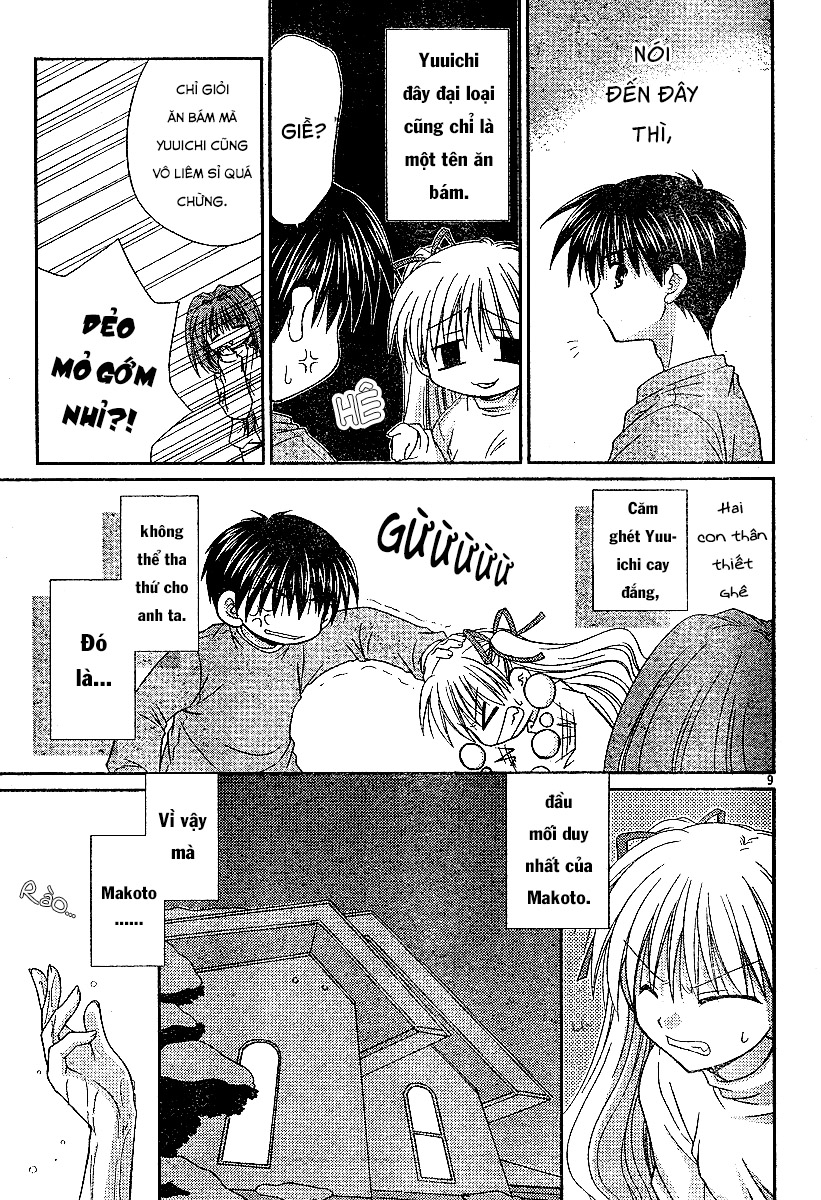 NÓI
ĐẾN ĐÂY
THÌ,
Yuuichi
đây đại loại
cũng chỉ là
một tên ăn
bám.
GIỀ?
HÊ
CHỈ GIỎI
ĂN BÁM MÀ
YUUICHI CŨNG
VÔ LIÊM SỈ QUÁ
CHỪNG.
DẺO
MỎ GỚM
NHỈ?!
Hai
con thân
thiết
ghê
Căm
ghét Yuu-
ichi cay
đắng,
GỪỪỪỪỪ
không
thể tha
thứ cho
anh ta.
Đó
là...
9
đầu
mối duy
nhất của
Makoto.
Vì vậy
mà
Makoto
......
Rào...